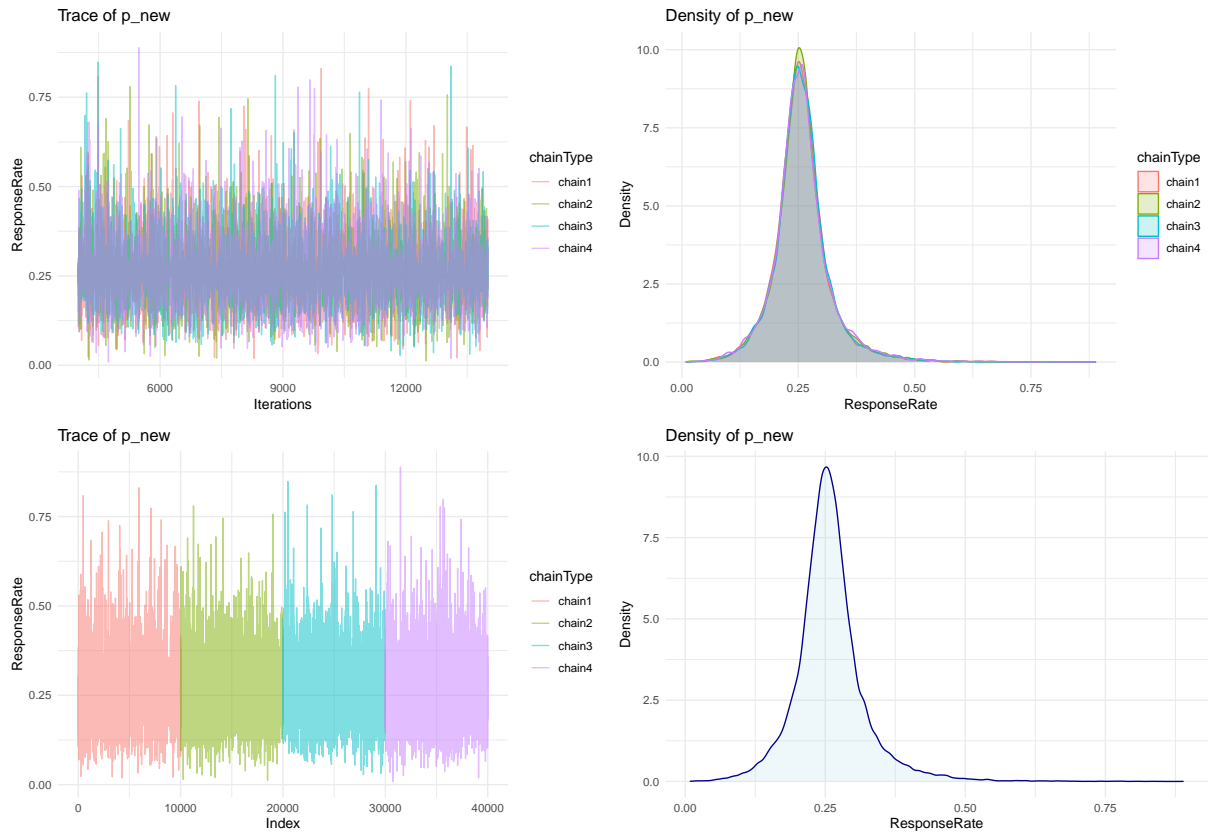 Trace of p_new
ResponseRate
0.75
0.50
0.25
0.00
6000 9000 12000
Iterations
chainType
chain1
chain2
chain3
chain4
Density of p_new
Density
10.0
7.5
5.0
2.5
0.0
0.00 0.25 0.50 0.75
ResponseRate
chainType
chain1
chain2
chain3
chain4
Trace of p_new
ResponseRate
0.75
0.50
0.25
0.00
0 10000 20000 30000 40000
Index
chainType
chain1
chain2
chain3
chain4
Density of p_new
Density
10.0
7.5
5.0
2.5
0.0
0.00 0.25 0.50 0.75
ResponseRate